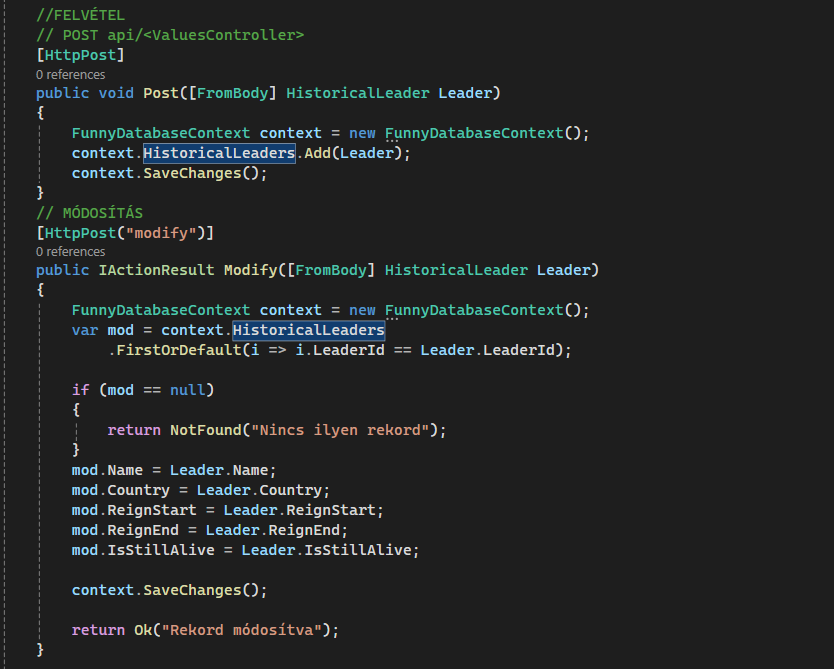 //FELVÉTEL
// POST api/<ValuesController>
[HttpPost]
0 references
public void Post([FromBody] HistoricalLeader Leader)
{
FunnyDatabaseContext context = new FunnyDatabaseContext();
context.HistoricalLeaders.Add(Leader);
context.SaveChanges();
}
// MÓDOSÍTÁS
[HttpPost("modify")]
0 references
public IActionResult Modify([FromBody] HistoricalLeader Leader)
{
FunnyDatabaseContext context = new FunnyDatabaseContext();
var mod = context.HistoricalLeaders
.FirstOrDefault(i => i.LeaderId == Leader.LeaderId);
if (mod == null)
{
return NotFound("Nincs ilyen rekord");
}
mod.Name = Leader.Name;
mod.Country = Leader.Country;
mod.ReignStart = Leader.ReignStart;
mod.ReignEnd = Leader.ReignEnd;
mod.IsStillAlive = Leader.IsStillAlive;
context.SaveChanges();
return Ok("Rekord módosítva");
}